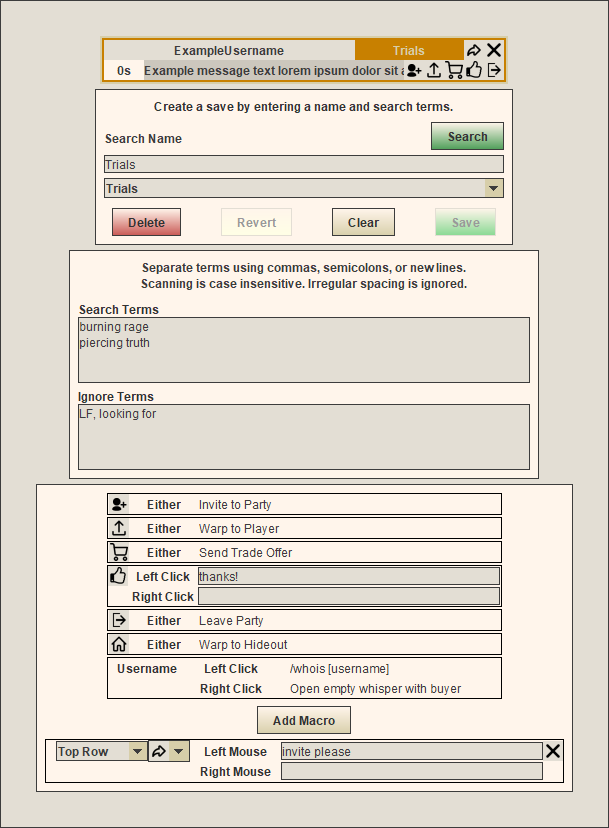 ExampleUsername Trials
0s Example message text lorem ipsum dolor sit a
Create a save by entering a name and search terms.
Search Name Search
Trials
Trials
Delete Revert Clear Save
Separate terms using commas, semicolons, or new lines.
Scanning is case insensitive. Irregular spacing is ignored.
Search Terms
burning rage
piercing truth
Ignore Terms
LF, looking for
Either Invite to Party
Either Warp to Player
Either Send Trade Offer
Left Click thanks!
Right Click
Either Leave Party
Either Warp to Hideout
Username Left Click /whois [username]
Right Click Open empty whisper with buyer
Add Macro
Top Row Left Mouse invite please
Right Mouse